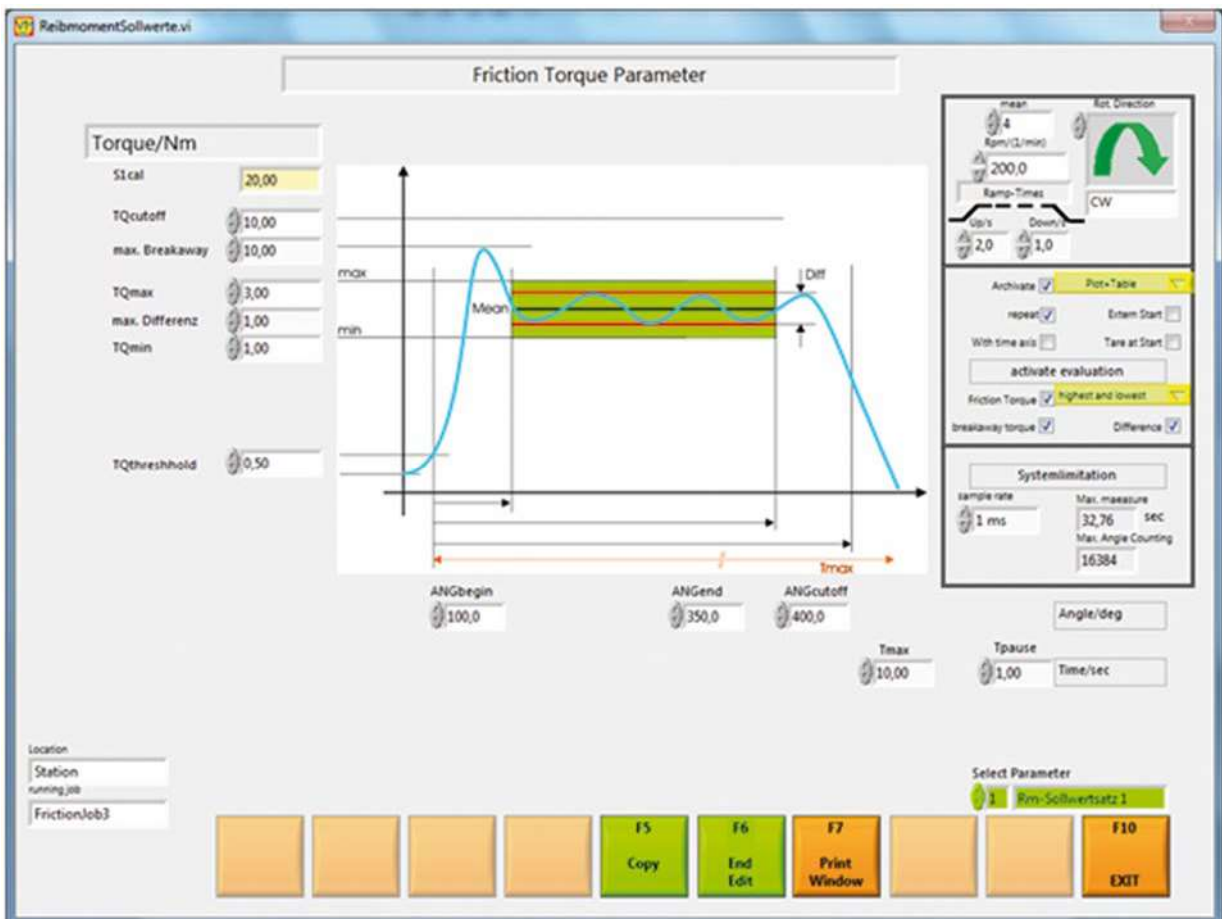 ReibmomentSollwerte.vi
Friction Torque Parameter
Torque/Nm
S1cal 20,00
TQcutoff 10,00
max. Breakaway 10,00
TQmax 3,00
max. Differenz 1,00
TQmin 1,00
TQthreshhold 0,50
max
Mean
min
Diff
Tmax
ANGbegin
100,0
ANGend
350,0
ANGcutoff
400,0
mean
4
Rpm/(1/min)
200,0
Rot. Direction
CW
Ramp-Times
Up/s Down/s
2,0 1,0
Archivate Plot+Table
repeat Extern Start
With time axis Tare at Start
activate evaluation
Friction Torque highest and lowest
breakaway torque Difference
Systemlimitation
sample rate
1 ms
Max. maeasure
32,76 sec
Max. Angle Counting
16384
Angle/deg
Tmax
10,00
Tpause
1,00
Time/sec
Location
Station
running job
FrictionJob3
Select Parameter
1 Rm-Sollwertsatz 1
F5
Copy
F6
End
Edit
F7
Print
Window
F10
EXIT